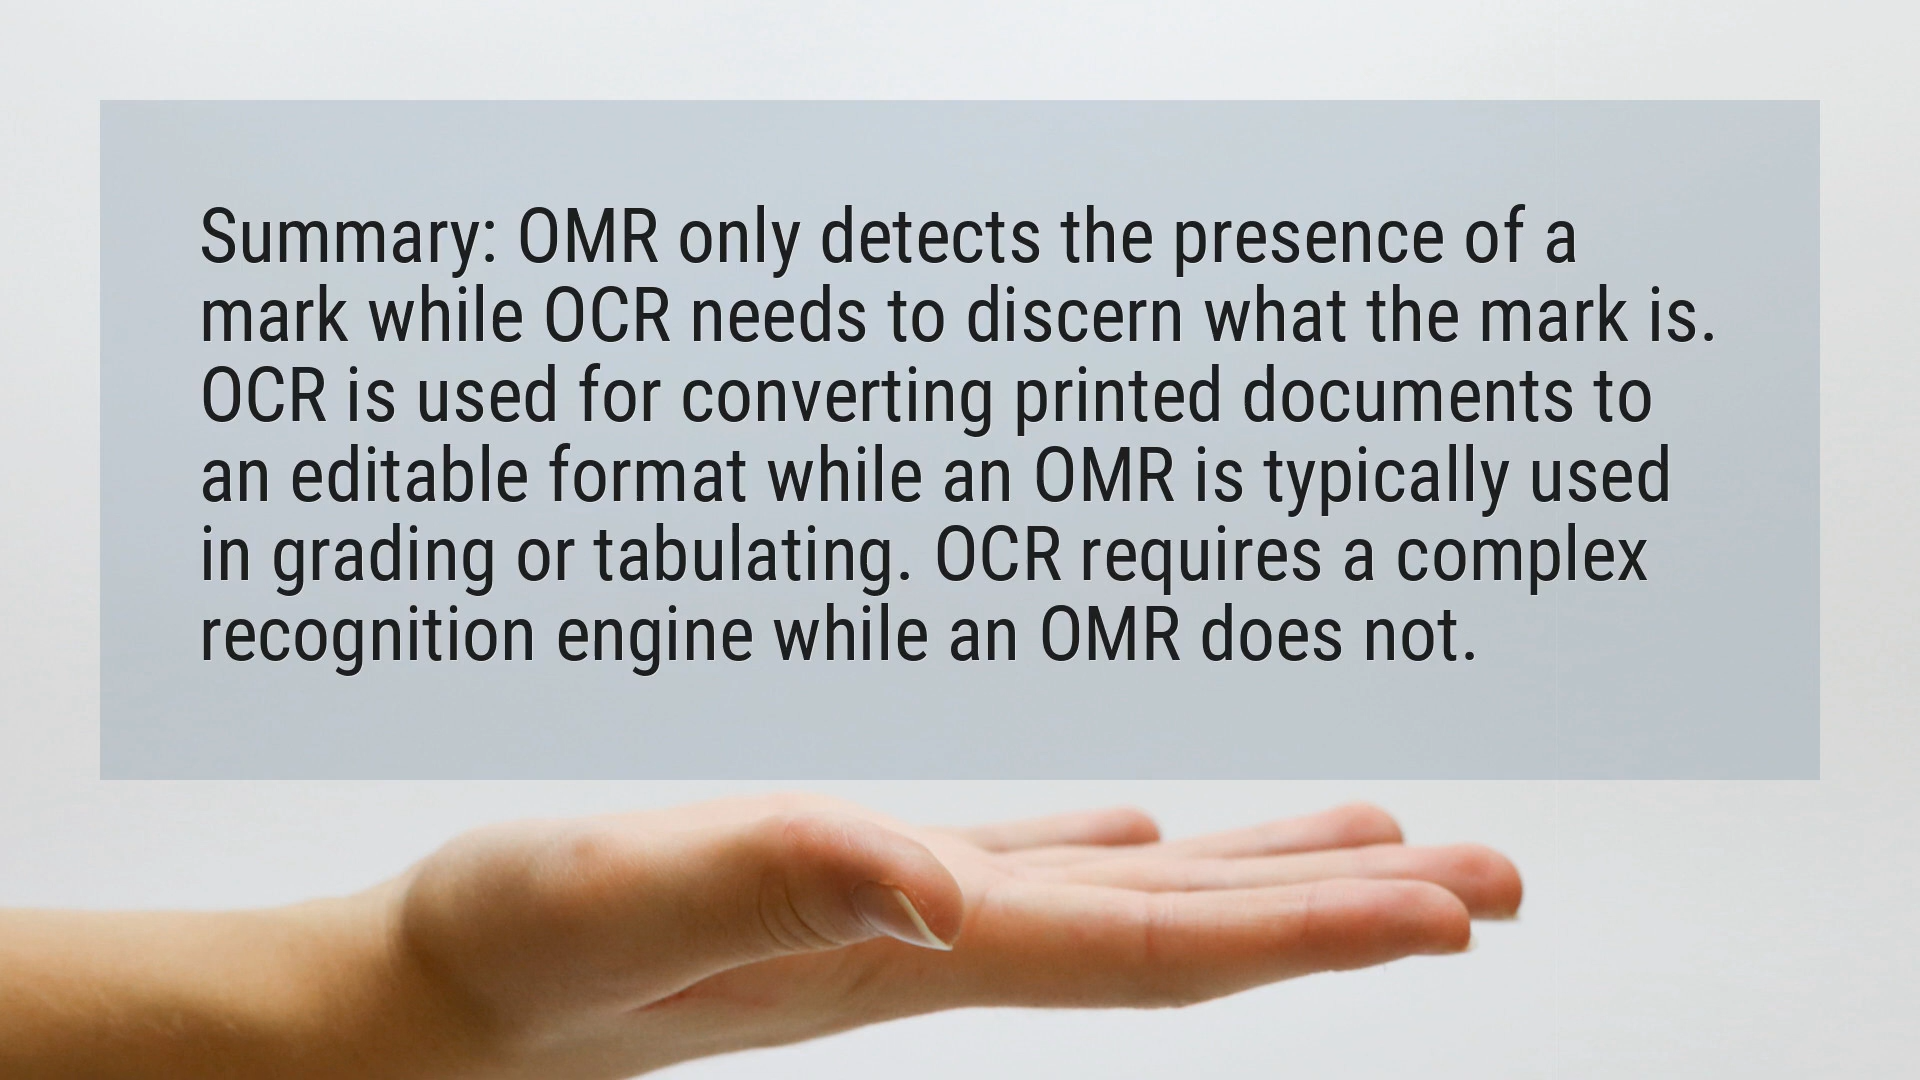 Summary: OMR only detects the presence of a
mark while OCR needs to discern what the mark is.
OCR is used for converting printed documents to
an editable format while an OMR is typically used
in grading or tabulating. OCR requires a complex
recognition engine while an OMR does not.